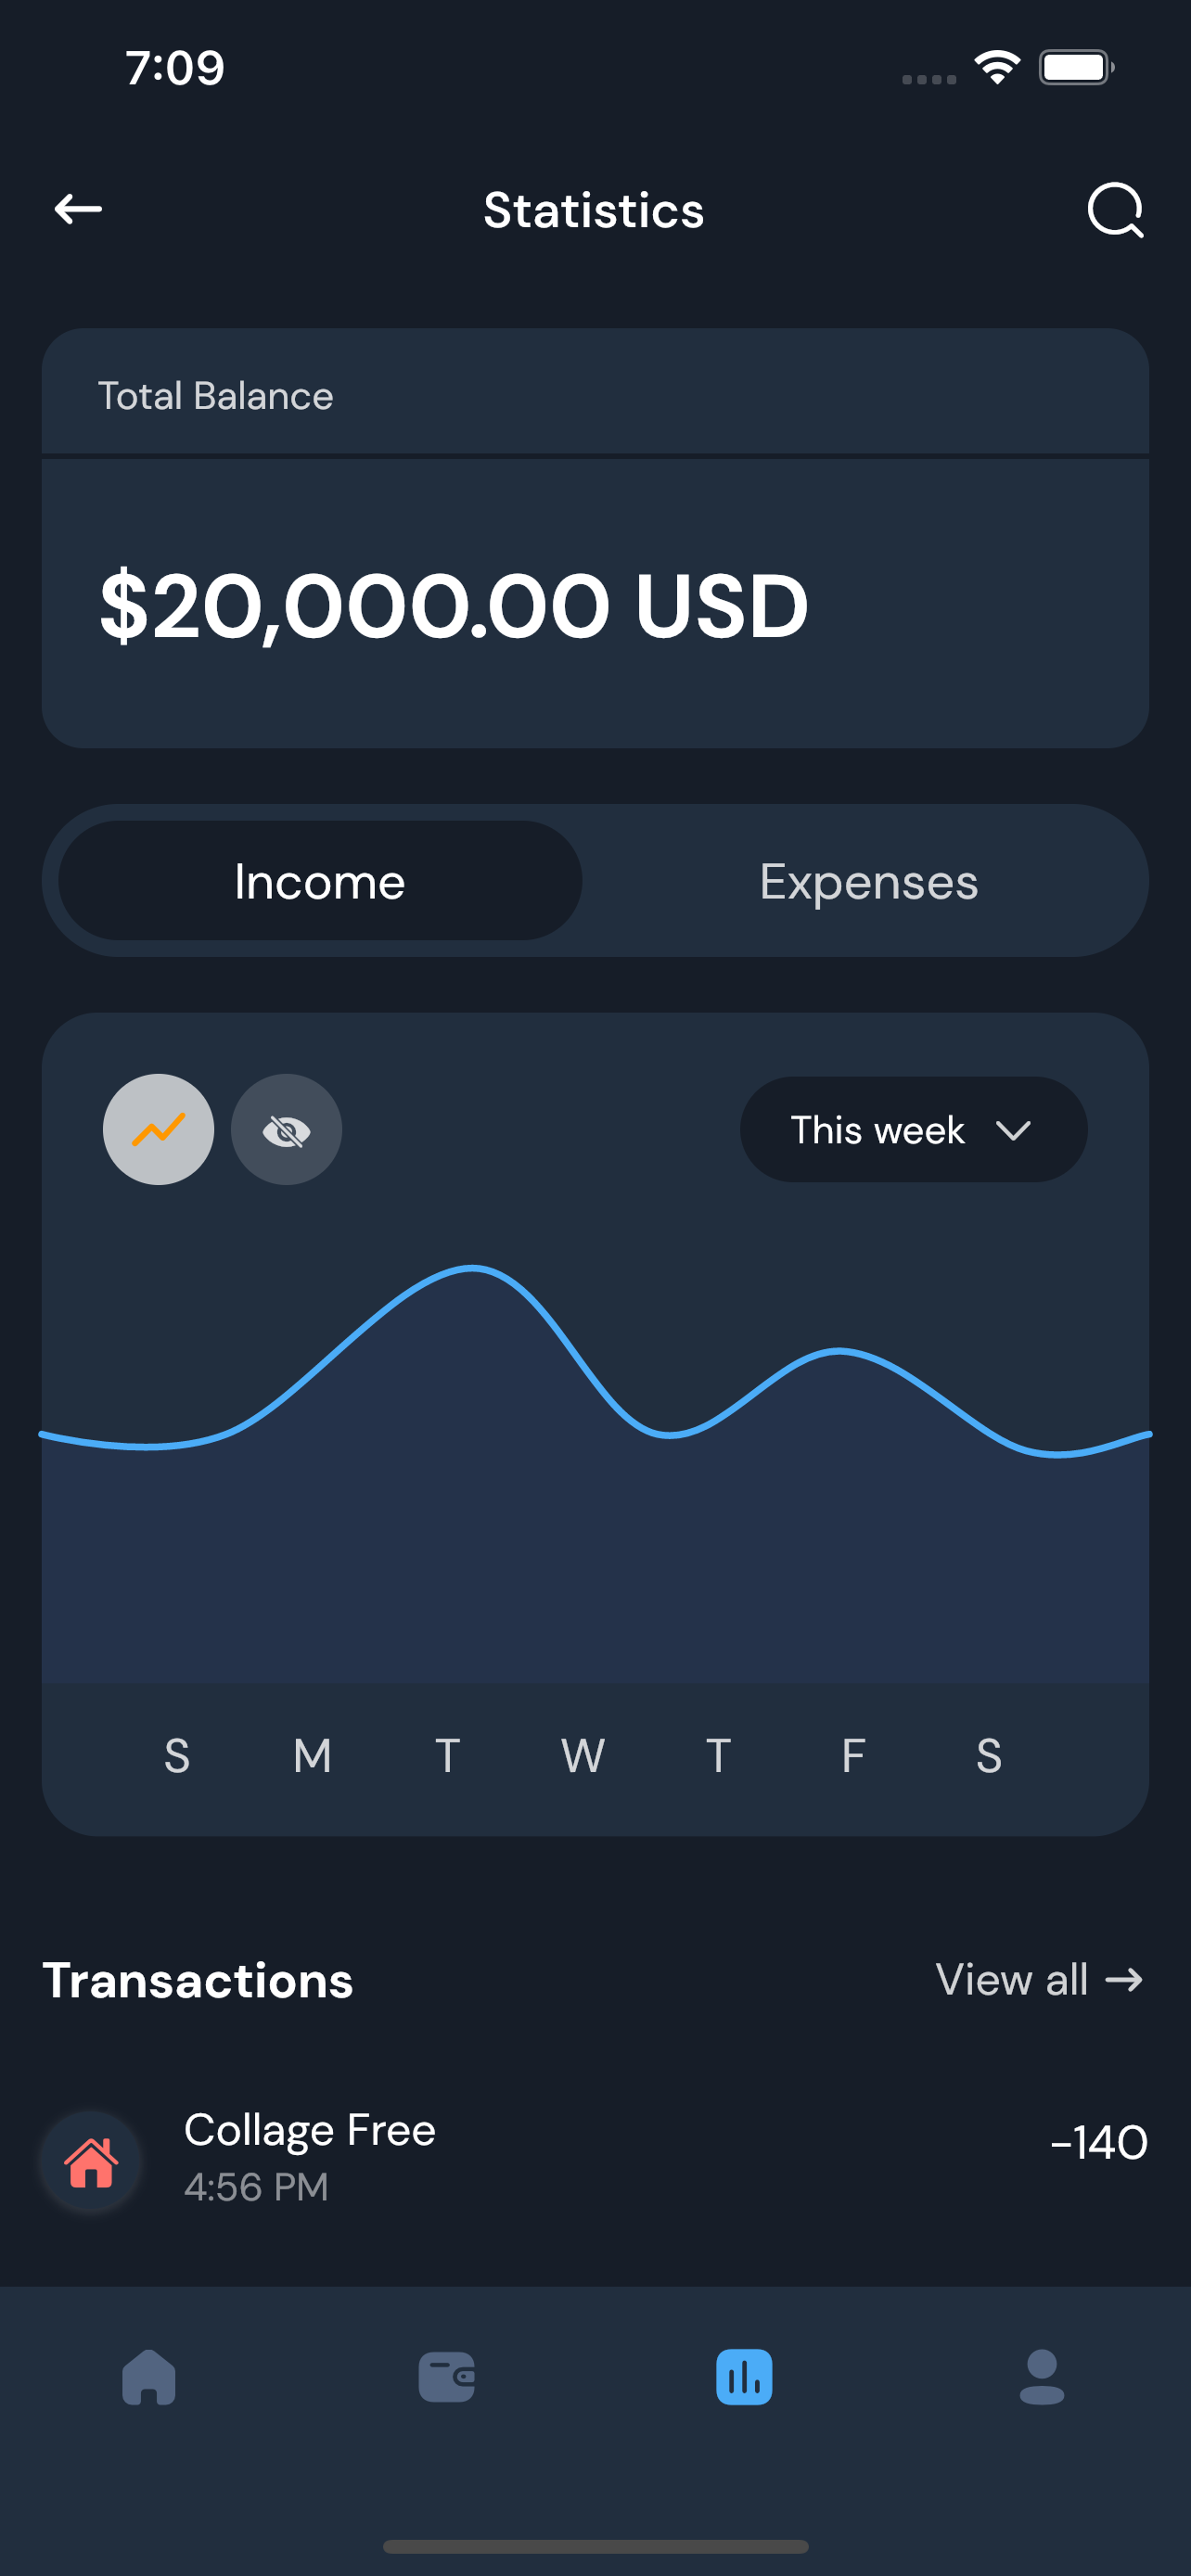 7:09
Statistics
Total Balance
$20,000.00 USD
Income Expenses
This week
S M T W T F S
Transactions View all →
Collage Free -140
4:56 PM